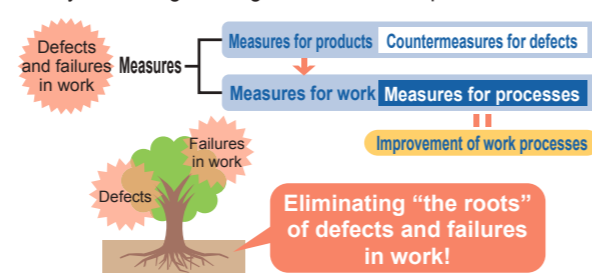 Defects
and failures
in work
Measures
Measures for products
Countermeasures for defects
Measures for work
Measures for processes
Improvement of work processes
Failures
in work
Defects
Eliminating “the roots”
of defects and failures
in work!